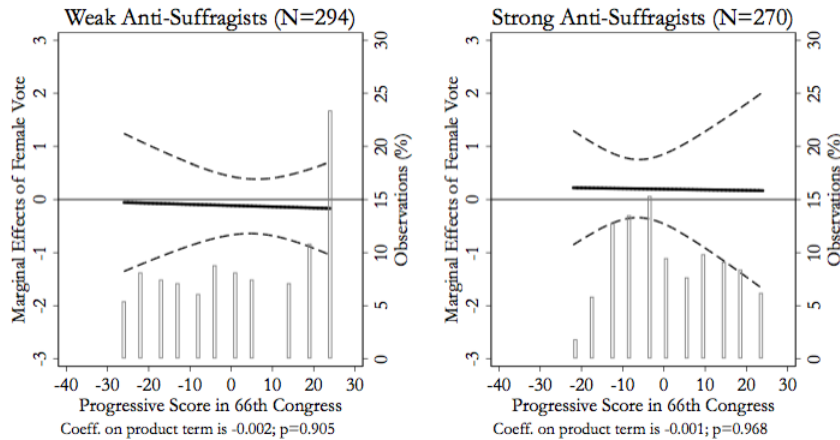 Weak Anti-Suffragists (N=294)
Marginal Effects of Female Vote
3
2
1
0
-1
-2
-3
30
25
20
15
10
5
0
Observations (%)
-40 -30 -20 -10 0 10 20 30
Progressive Score in 66th Congress
Coeff. on product term is -0.002; p=0.905
Strong Anti-Suffragists (N=270)
Marginal Effects of Female Vote
3
2
1
0
-1
-2
-3
30
25
20
15
10
5
0
Observations (%)
-40 -30 -20 -10 0 10 20 30
Progressive Score in 66th Congress
Coeff. on product term is -0.001; p=0.968